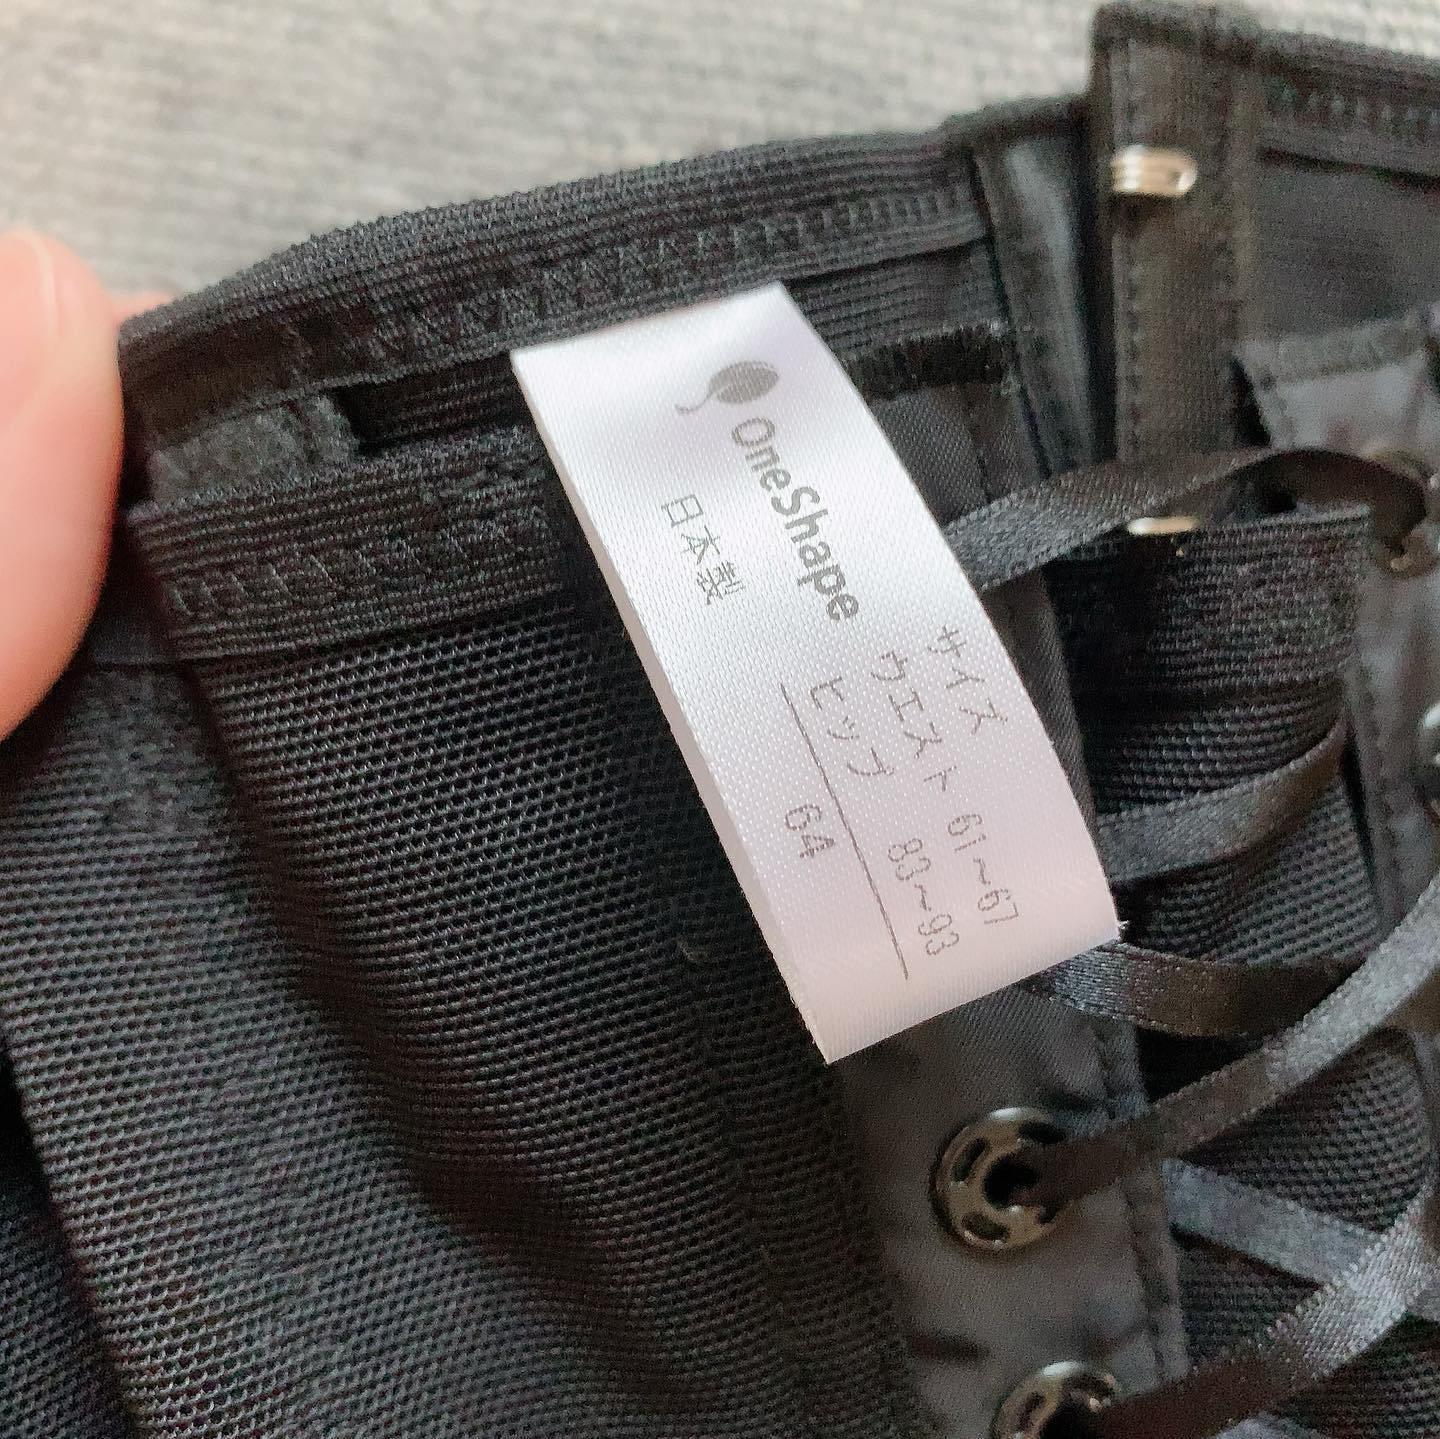 OneShape
日本製
サイズ
ウエスト 61~67
ヒップ 83~93
64